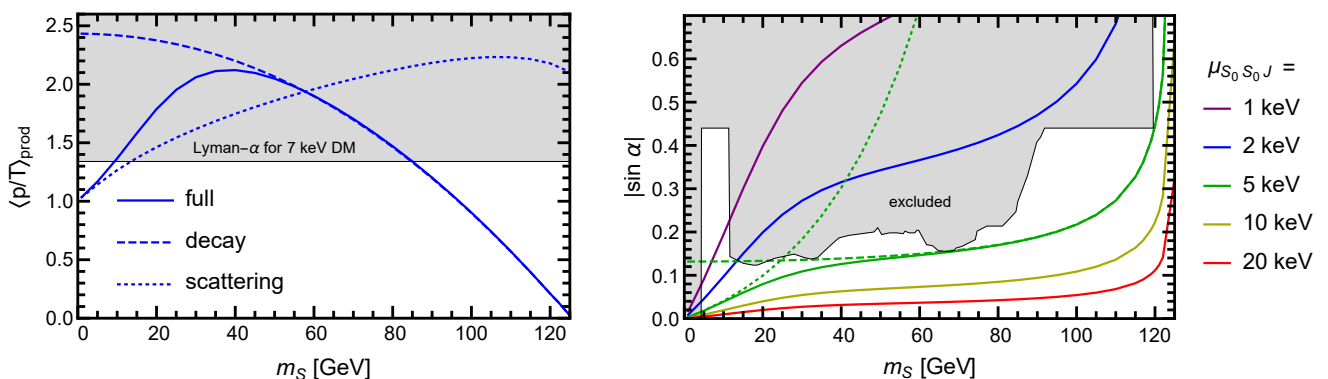 2.5
2.0
1.5
1.0
0.5
0.0
⟨p/T⟩prod
Lyman-α for 7 keV DM
full
decay
scattering
0 20 40 60 80 100 120
mS [GeV]
0.6
0.5
0.4
0.3
0.2
0.1
0.0
|sin α|
excluded
0 20 40 60 80 100 120
mS [GeV]
μS0 S0 J =
1 keV
2 keV
5 keV
10 keV
20 keV